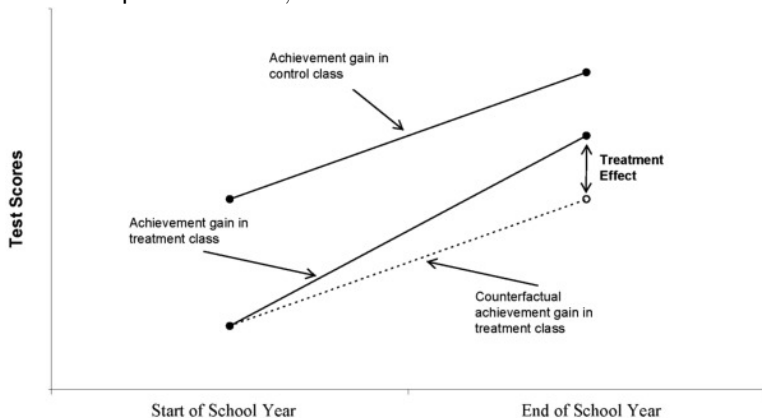 Achievement gain in
control class
Treatment
Effect
Achievement gain in
treatment class
Counterfactual
achievement gain in
treatment class
Test Scores
Start of School Year
End of School Year